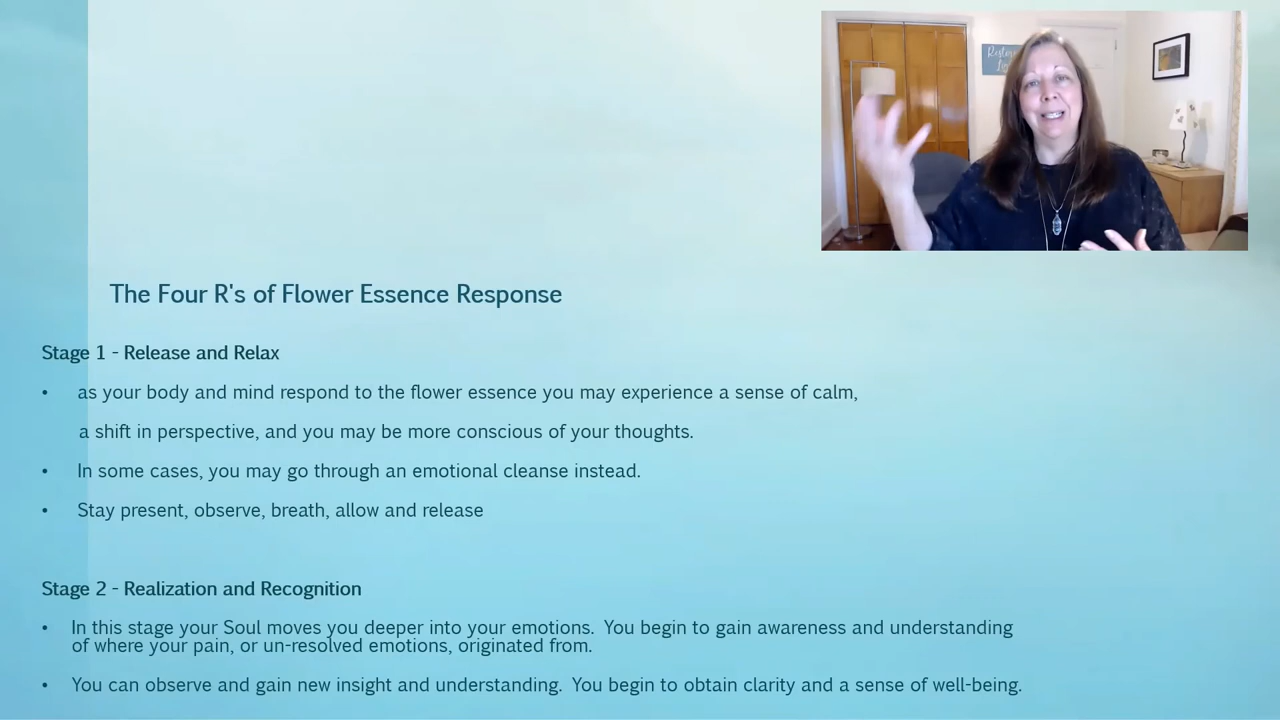 Restore
The Four R's of Flower Essence Response
Stage 1 - Release and Relax
• as your body and mind respond to the flower essence you may experience a sense of calm,
a shift in perspective, and you may be more conscious of your thoughts.
• In some cases, you may go through an emotional cleanse instead.
• Stay present, observe, breath, allow and release
Stage 2 - Realization and Recognition
• In this stage your Soul moves you deeper into your emotions.  You begin to gain awareness and understanding
of where your pain, or un-resolved emotions, originated from.
• You can observe and gain new insight and understanding.  You begin to obtain clarity and a sense of well-being.